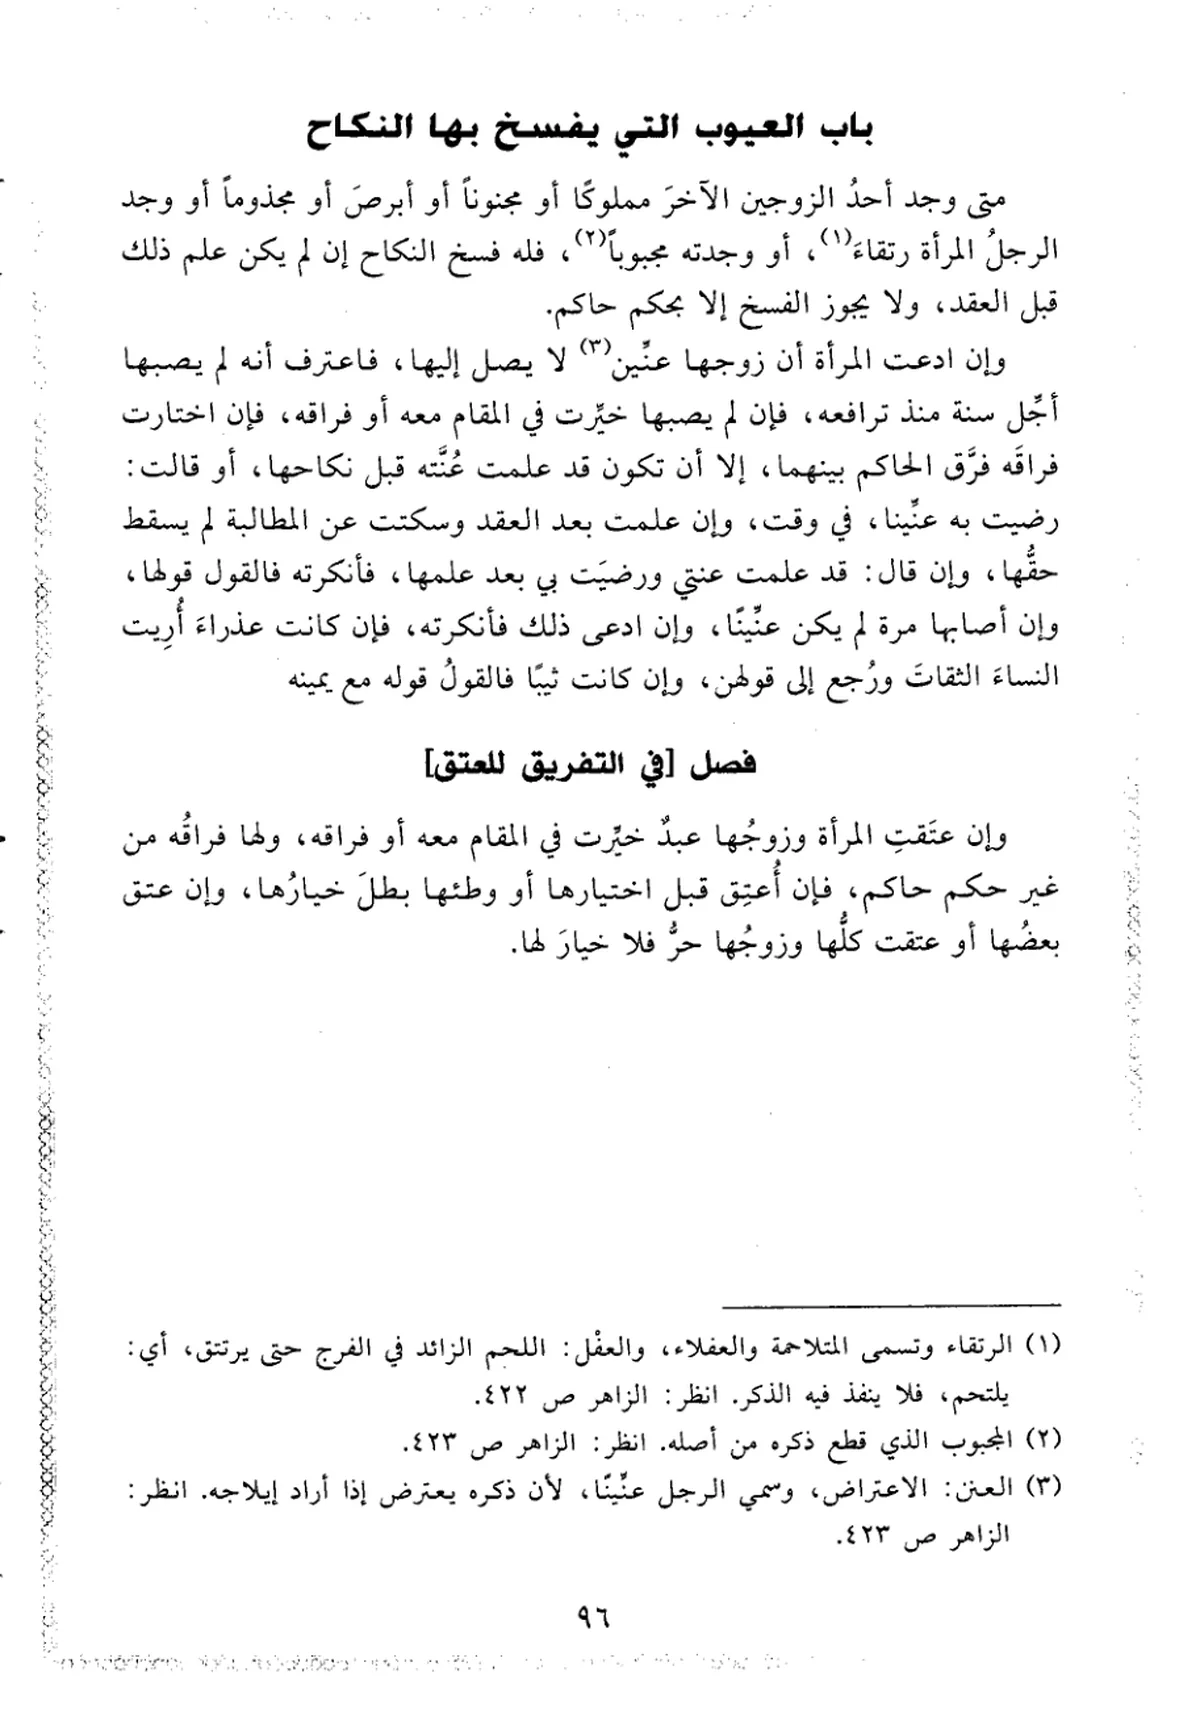 باب العيوب التي يفسخ بها النكاح
متى وجد أحدُ الزوجين الآخرَ مملوكًا أو مجنوناً أو أبرصَ أو مجذوماً أو وجد
الرجلُ المرأة رتقاءَ(١)، أو وجدته مجبوباً(٢)، فله فسخ النكاح إن لم يكن علم ذلك
قبل العقد، ولا يجوز الفسخ إلا بحكم حاكم.
وإن ادعت المرأة أن زوجها عنِّين(٣) لا يصل إليها، فاعترف أنه لم يصبها
أجِّل سنة منذ ترافعه، فإن لم يصبها خيِّرت في المقام معه أو فراقه، فإن اختارت
فراقَه فرَّق الحاكم بينهما، إلا أن تكون قد علمت عُنَّته قبل نكاحها، أو قالت:
رضيت به عنِّينا، في وقت، وإن علمت بعد العقد وسكتت عن المطالبة لم يسقط
حقُّها، وإن قال: قد علمت عنتي ورضيَت بي بعد علمها، فأنكرته فالقول قولها،
وإن أصابها مرة لم يكن عنِّينًا، وإن ادعى ذلك فأنكرته، فإن كانت عذراءَ أُريت
النساءَ الثقاتَ ورُجع إلى قولهن، وإن كانت ثيبًا فالقولُ قوله مع يمينه
فصل [في التفريق للعتق]
وإن عتَقتِ المرأة وزوجُها عبدٌ خيِّرت في المقام معه أو فراقه، ولها فراقُه من
غير حكم حاكم، فإن أُعتِق قبل اختيارها أو وطئها بطلَ خيارُها، وإن عتق
بعضُها أو عتقت كلُّها وزوجُها حرٌّ فلا خيارَ لها.
(١) الرتقاء وتسمى المتلاحمة والعفلاء، والعفْل: اللحم الزائد في الفرج حتى يرتتق، أي:
يلتحم، فلا ينفذ فيه الذكر. انظر: الزاهر ص ٤٢٢.
(٢) المجبوب الذي قطع ذكره من أصله. انظر: الزاهر ص ٤٢٣.
(٣) العنن: الاعتراض، وسمي الرجل عنِّينًا، لأن ذكره يعترض إذا أراد إيلاجه. انظر:
الزاهر ص ٤٢٣.
٩٦